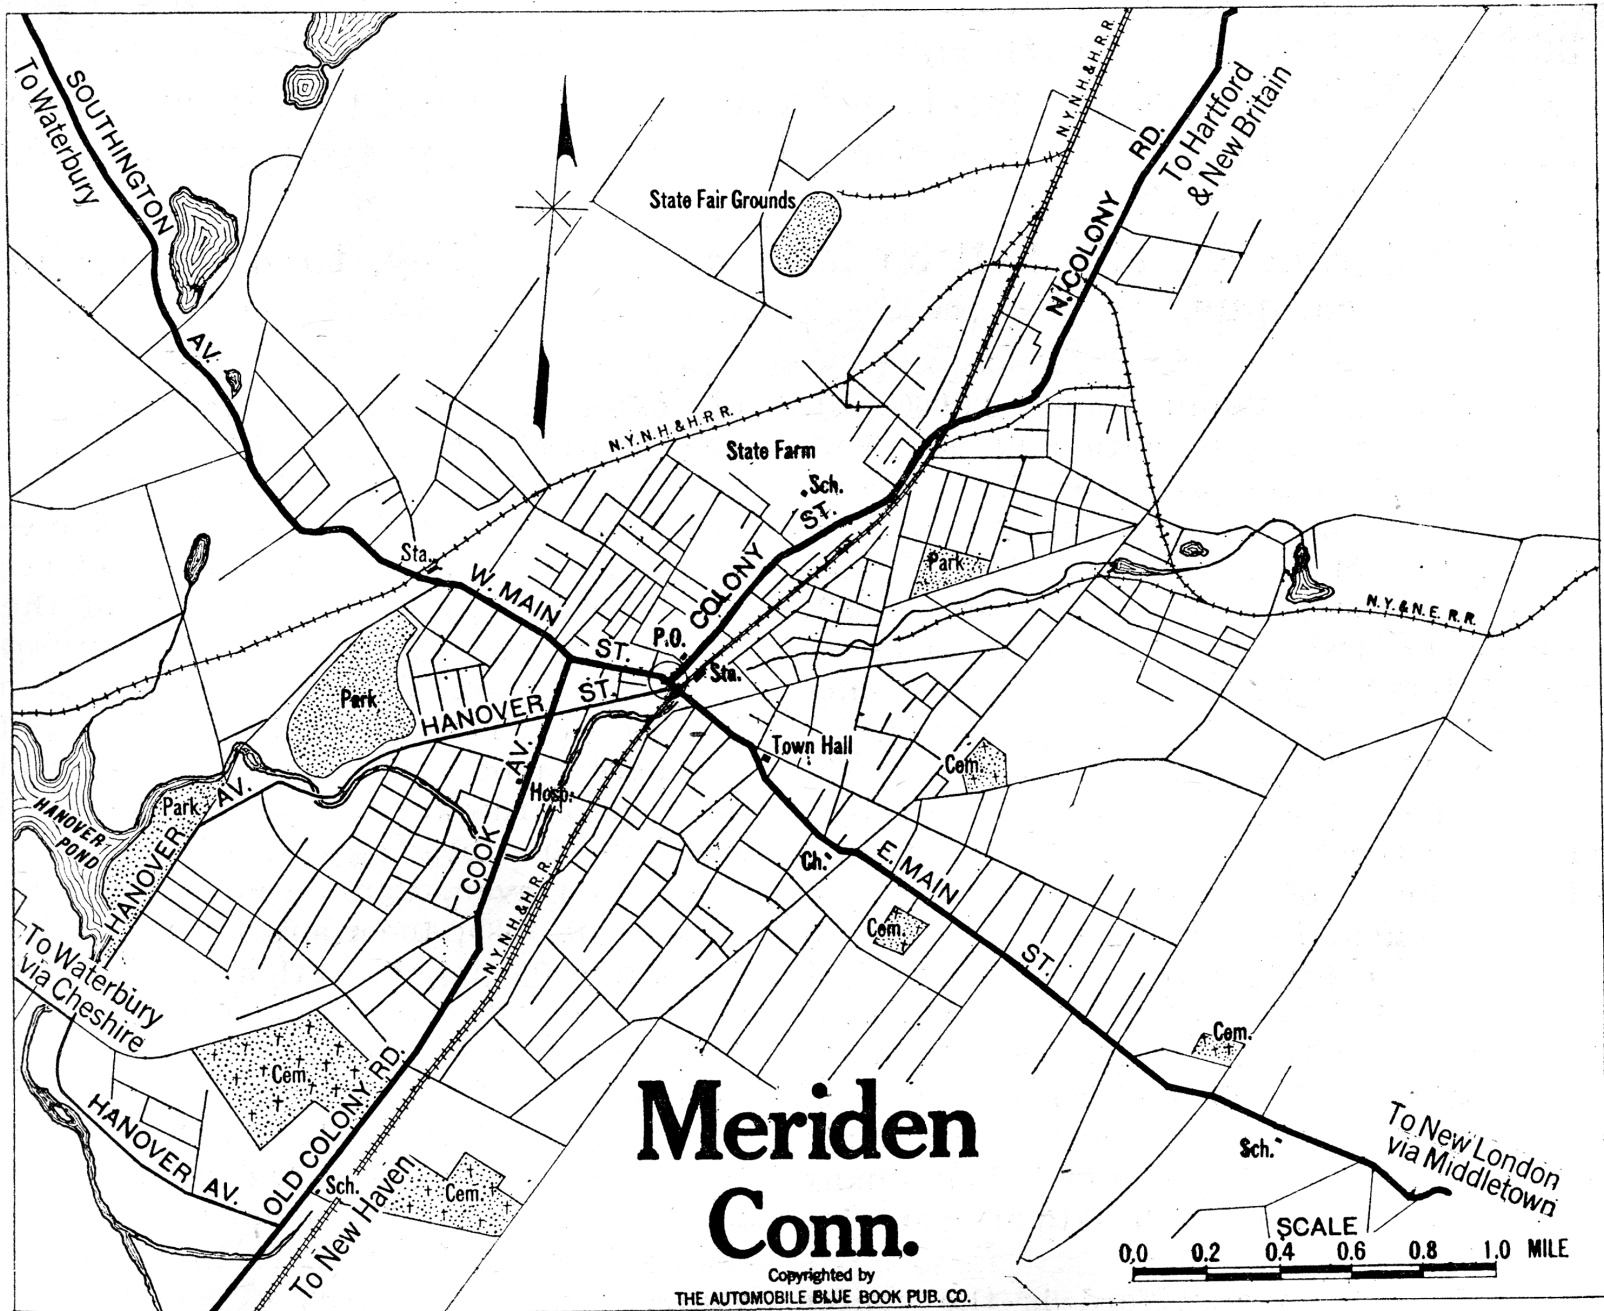 SOUTHINGTON
AV.
To Waterbury
N.Y.N.H.&H.R.R.
N. COLONY
RD.
To Hartford
& New Britain
State Fair Grounds
N.Y.N.H.&H.R.R.
State Farm
Sch.
COLONY
ST.
Sta.
W. MAIN
ST.
P.O.
Sta.
Park
N.Y.&N.E.R.R.
Park
HANOVER
ST.
Town Hall
Cem.
HANOVER
POND
Park
HANOVER
AV.
COOK
AV.
Hosp.
Ch.
E. MAIN
ST.
Cem.
N.Y.N.H.&H.R.R.
To Waterbury
via Cheshire
Cem.
Cem.
HANOVER
AV.
OLD COLONY RD.
Sch.
Cem.
To New Haven
Sch.
To New London
via Middletown
Meriden
Conn.
Copyrighted by
THE AUTOMOBILE BLUE BOOK PUB. CO.
SCALE
0.0 0.2 0.4 0.6 0.8 1.0 MILE